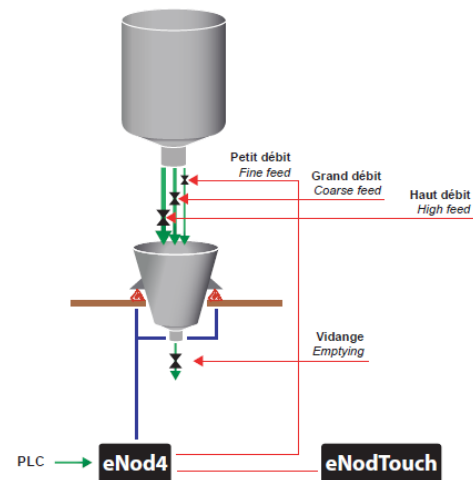 Petit débit
Fine feed
Grand débit
Coarse feed
Haut débit
High feed
Vidange
Emptying
PLC
eNod4
eNodTouch